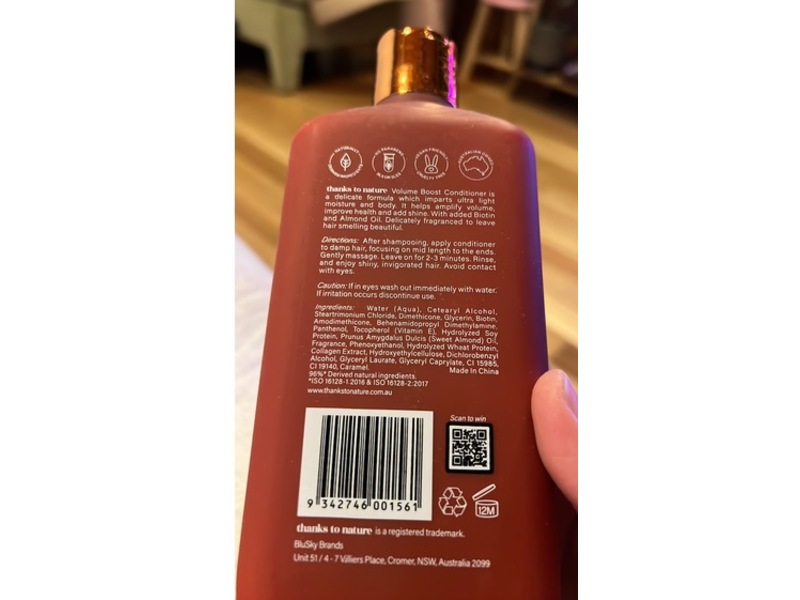 NATURALLY
NO PARABENS
VEGAN FRIENDLY
CRUELTY FREE
AUSTRALIAN OWNED
thanks to nature Volume Boost Conditioner is
a delicate formula which imparts ultra light
moisture and body. It helps amplify volume,
improve health and add shine. With added Biotin
and Almond Oil. Delicately fragranced to leave
hair smelling beautiful.
Directions: After shampooing, apply conditioner
to damp hair, focusing on mid length to the ends.
Gently massage. Leave on for 2-3 minutes. Rinse,
and enjoy shiny, invigorated hair. Avoid contact
with eyes.
Caution: If in eyes wash out immediately with water.
If irritation occurs discontinue use.
Ingredients: Water (Aqua), Cetearyl Alcohol,
Steartrimonium Chloride, Dimethicone, Glycerin, Biotin,
Amodimethicone, Behenamidopropyl Dimethylamine,
Panthenol, Tocopherol (Vitamin E), Hydrolyzed Soy
Protein, Prunus Amygdalus Dulcis (Sweet Almond) Oil,
Fragrance, Phenoxyethanol, Hydrolyzed Wheat Protein,
Collagen Extract, Hydroxyethylcellulose, Dichlorobenzyl
Alcohol, Glyceryl Laurate, Glyceryl Caprylate, CI 15985,
CI 19140, Caramel. Made In China
96%* Derived natural ingredients.
*ISO 16128-1:2016 & ISO 16128-2:2017
www.thankstonature.com.au
Scan to win
9 342746 001561
12M
thanks to nature is a registered trademark.
BluSky Brands
Unit 51 / 4 - 7 Villiers Place, Cromer, NSW, Australia 2099